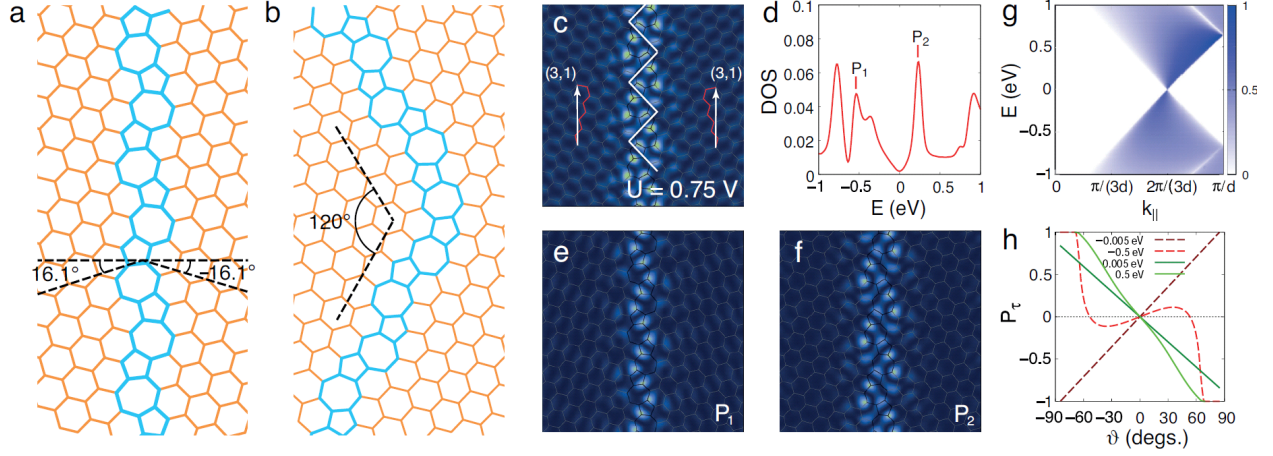 a
16.1°
−16.1°
b
120°
c
(3,1)
(3,1)
U = 0.75 V
d
0.1
0.08
0.06
0.04
0.02
0
DOS
P1
P2
−1
−0.5
0
0.5
1
E (eV)
e
P1
f
P2
g
1
0.5
0
−0.5
−1
E (eV)
π/(3d)
2π/(3d)
π/d
k||
1
0.5
0
h
1
0.5
0
−0.5
−1
Pτ
−0.005 eV
−0.5 eV
0.005 eV
0.5 eV
−90
−60
−30
0
30
60
90
ϑ (degs.)